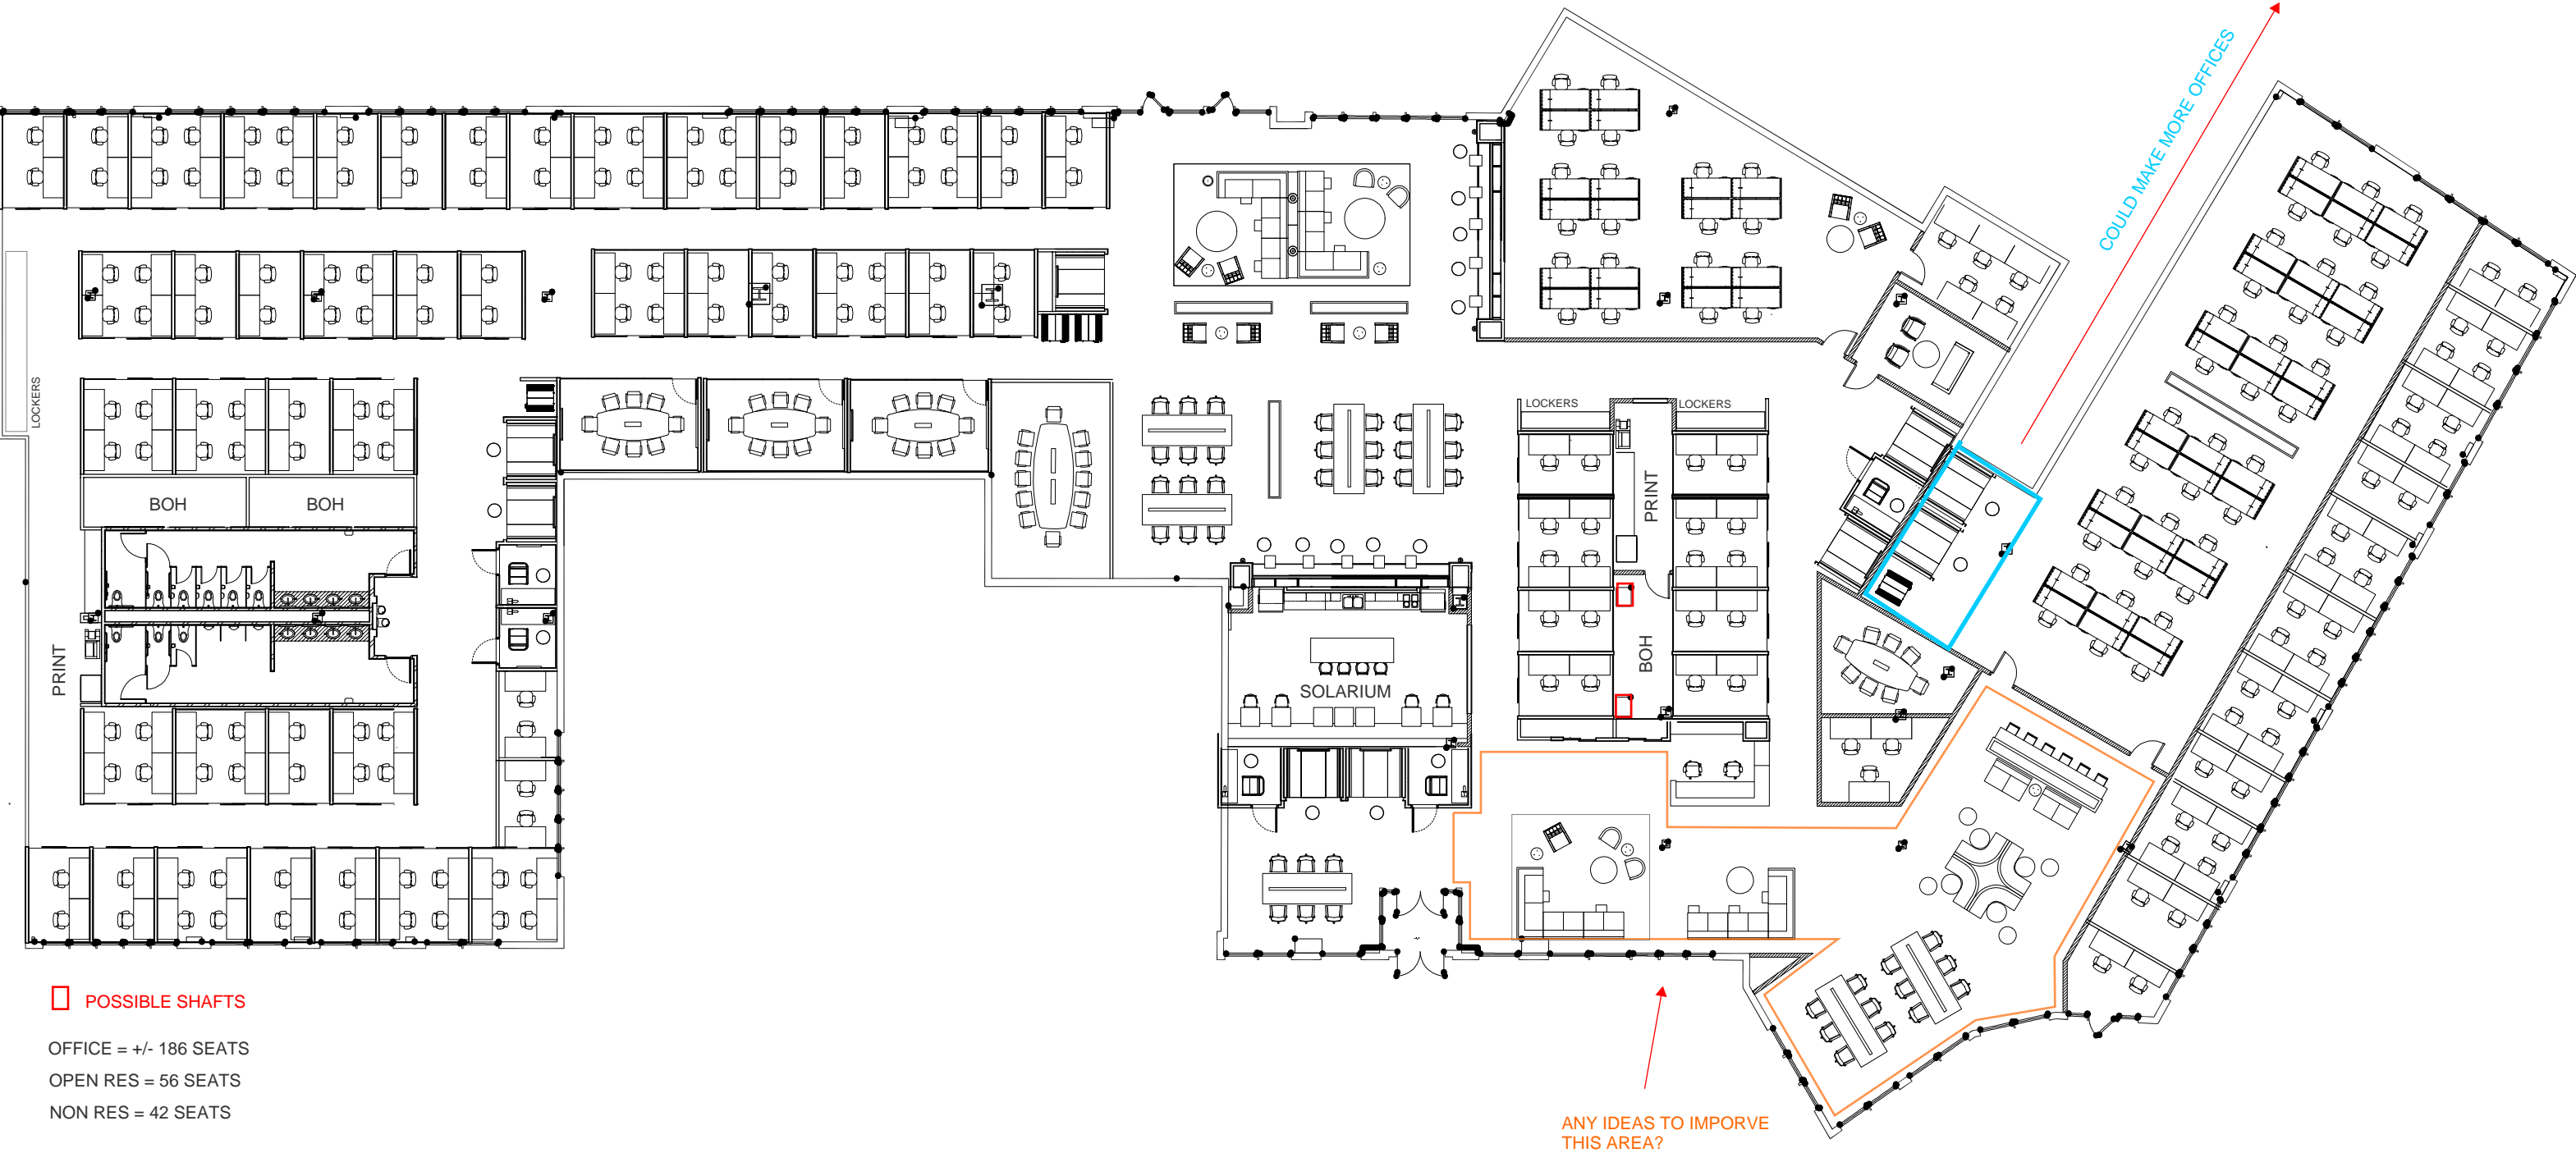 COULD MAKE MORE OFFICES
LOCKERS
LOCKERS
LOCKERS
BOH
BOH
PRINT
PRINT
BOH
SOLARIUM
POSSIBLE SHAFTS
OFFICE = +/- 186 SEATS
OPEN RES = 56 SEATS
NON RES = 42 SEATS
ANY IDEAS TO IMPORVE
THIS AREA?